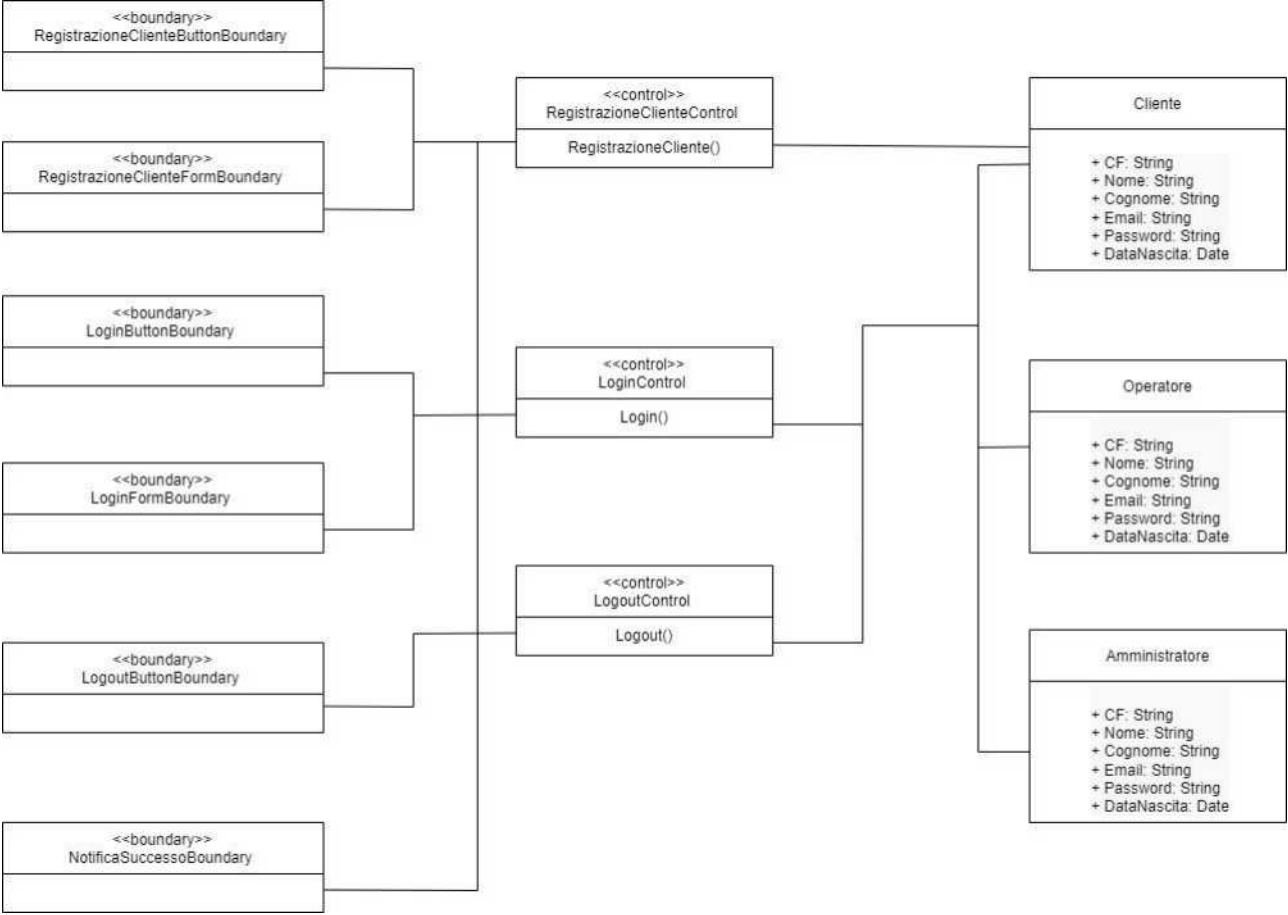 <<boundary>>
RegistrazioneClienteButtonBoundary
<<boundary>>
RegistrazioneClienteFormBoundary
<<boundary>>
LoginButtonBoundary
<<boundary>>
LoginFormBoundary
<<boundary>>
LogoutButtonBoundary
<<boundary>>
NotificaSuccessoBoundary
<<control>>
RegistrazioneClienteControl
RegistrazioneCliente()
<<control>>
LoginControl
Login()
<<control>>
LogoutControl
Logout()
Cliente
+ CF: String
+ Nome: String
+ Cognome: String
+ Email: String
+ Password: String
+ DataNascita: Date
Operatore
+ CF: String
+ Nome: String
+ Cognome: String
+ Email: String
+ Password: String
+ DataNascita: Date
Amministratore
+ CF: String
+ Nome: String
+ Cognome: String
+ Email: String
+ Password: String
+ DataNascita: Date